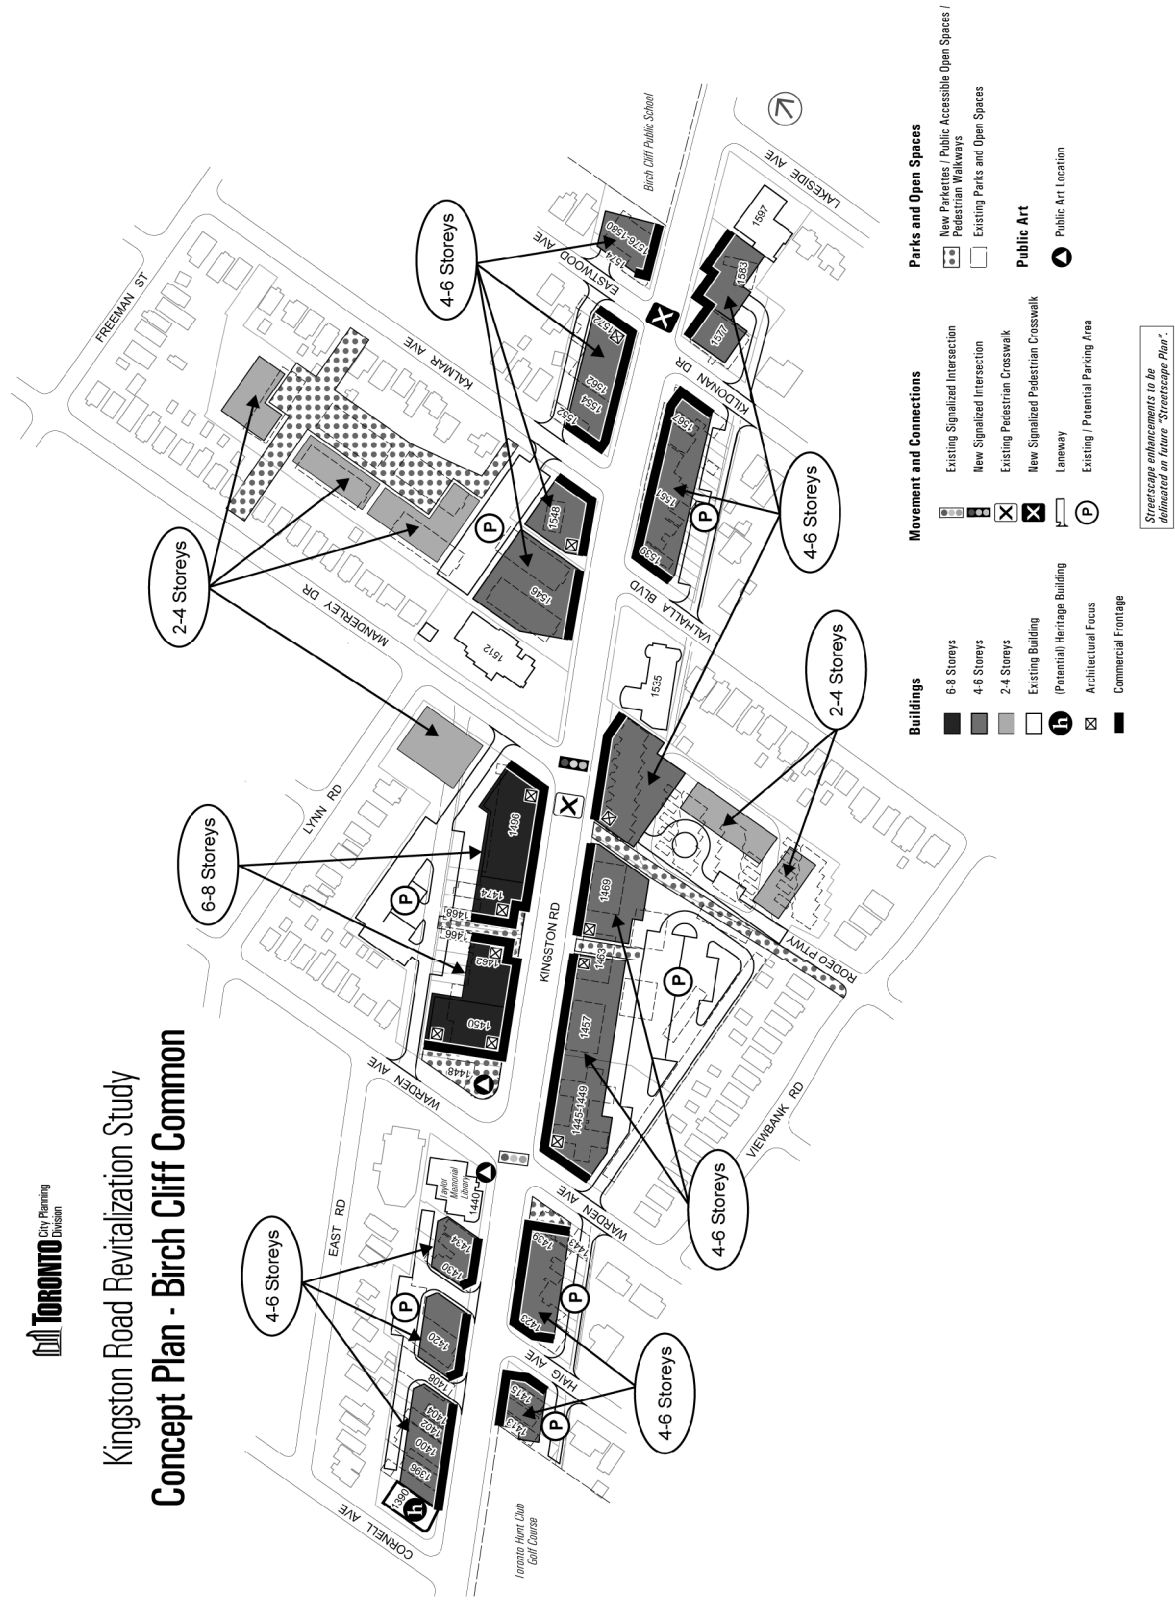 TORONTO City Planning
Division
Kingston Road Revitalization Study
Concept Plan - Birch Cliff Common
FREEMAN ST
KALMAR AVE
EASTWOOD AVE
LAKESIDE AVE
KILDONAN DR
VALHALLA BLVD
MANDERLEY DR
LYNN RD
KINGSTON RD
RODEO PTWY
WARDEN AVE
WARDEN AVE
VIEWBANK RD
EAST RD
HAIG AVE
CORNELL AVE
Birch Cliff Public School
Toronto Hunt Club
Golf Course
Taylor
Memorial
Library
4-6 Storeys
4-6 Storeys
2-4 Storeys
2-4 Storeys
6-8 Storeys
4-6 Storeys
4-6 Storeys
4-6 Storeys
1390
h
1398
1400
1402
1404
1408
1420
1430
1434
1440
1448
1450
1462
1466
1468
1474
1496
1512
1546
1548
1552
1554
1562
1572
1574
1576-1580
1413
1415
1423
1439
1443
1445-1449
1457
1463
1469
1535
1539
1551
1567
1577
1583
1597
P
P
P
P
P
P
P
Buildings
6-8 Storeys
4-6 Storeys
2-4 Storeys
Existing Building
h (Potential) Heritage Building
Architectural Focus
Commercial Frontage
Movement and Connections
Existing Signalized Intersection
New Signalized Intersection
Existing Pedestrian Crosswalk
New Signalized Pedestrian Crosswalk
Laneway
P Existing / Potential Parking Area
Parks and Open Spaces
New Parkettes / Public Accessible Open Spaces /
Pedestrian Walkways
Existing Parks and Open Spaces
Public Art
Public Art Location
Streetscape enhancements to be
delineated on future "Streetscape Plan".